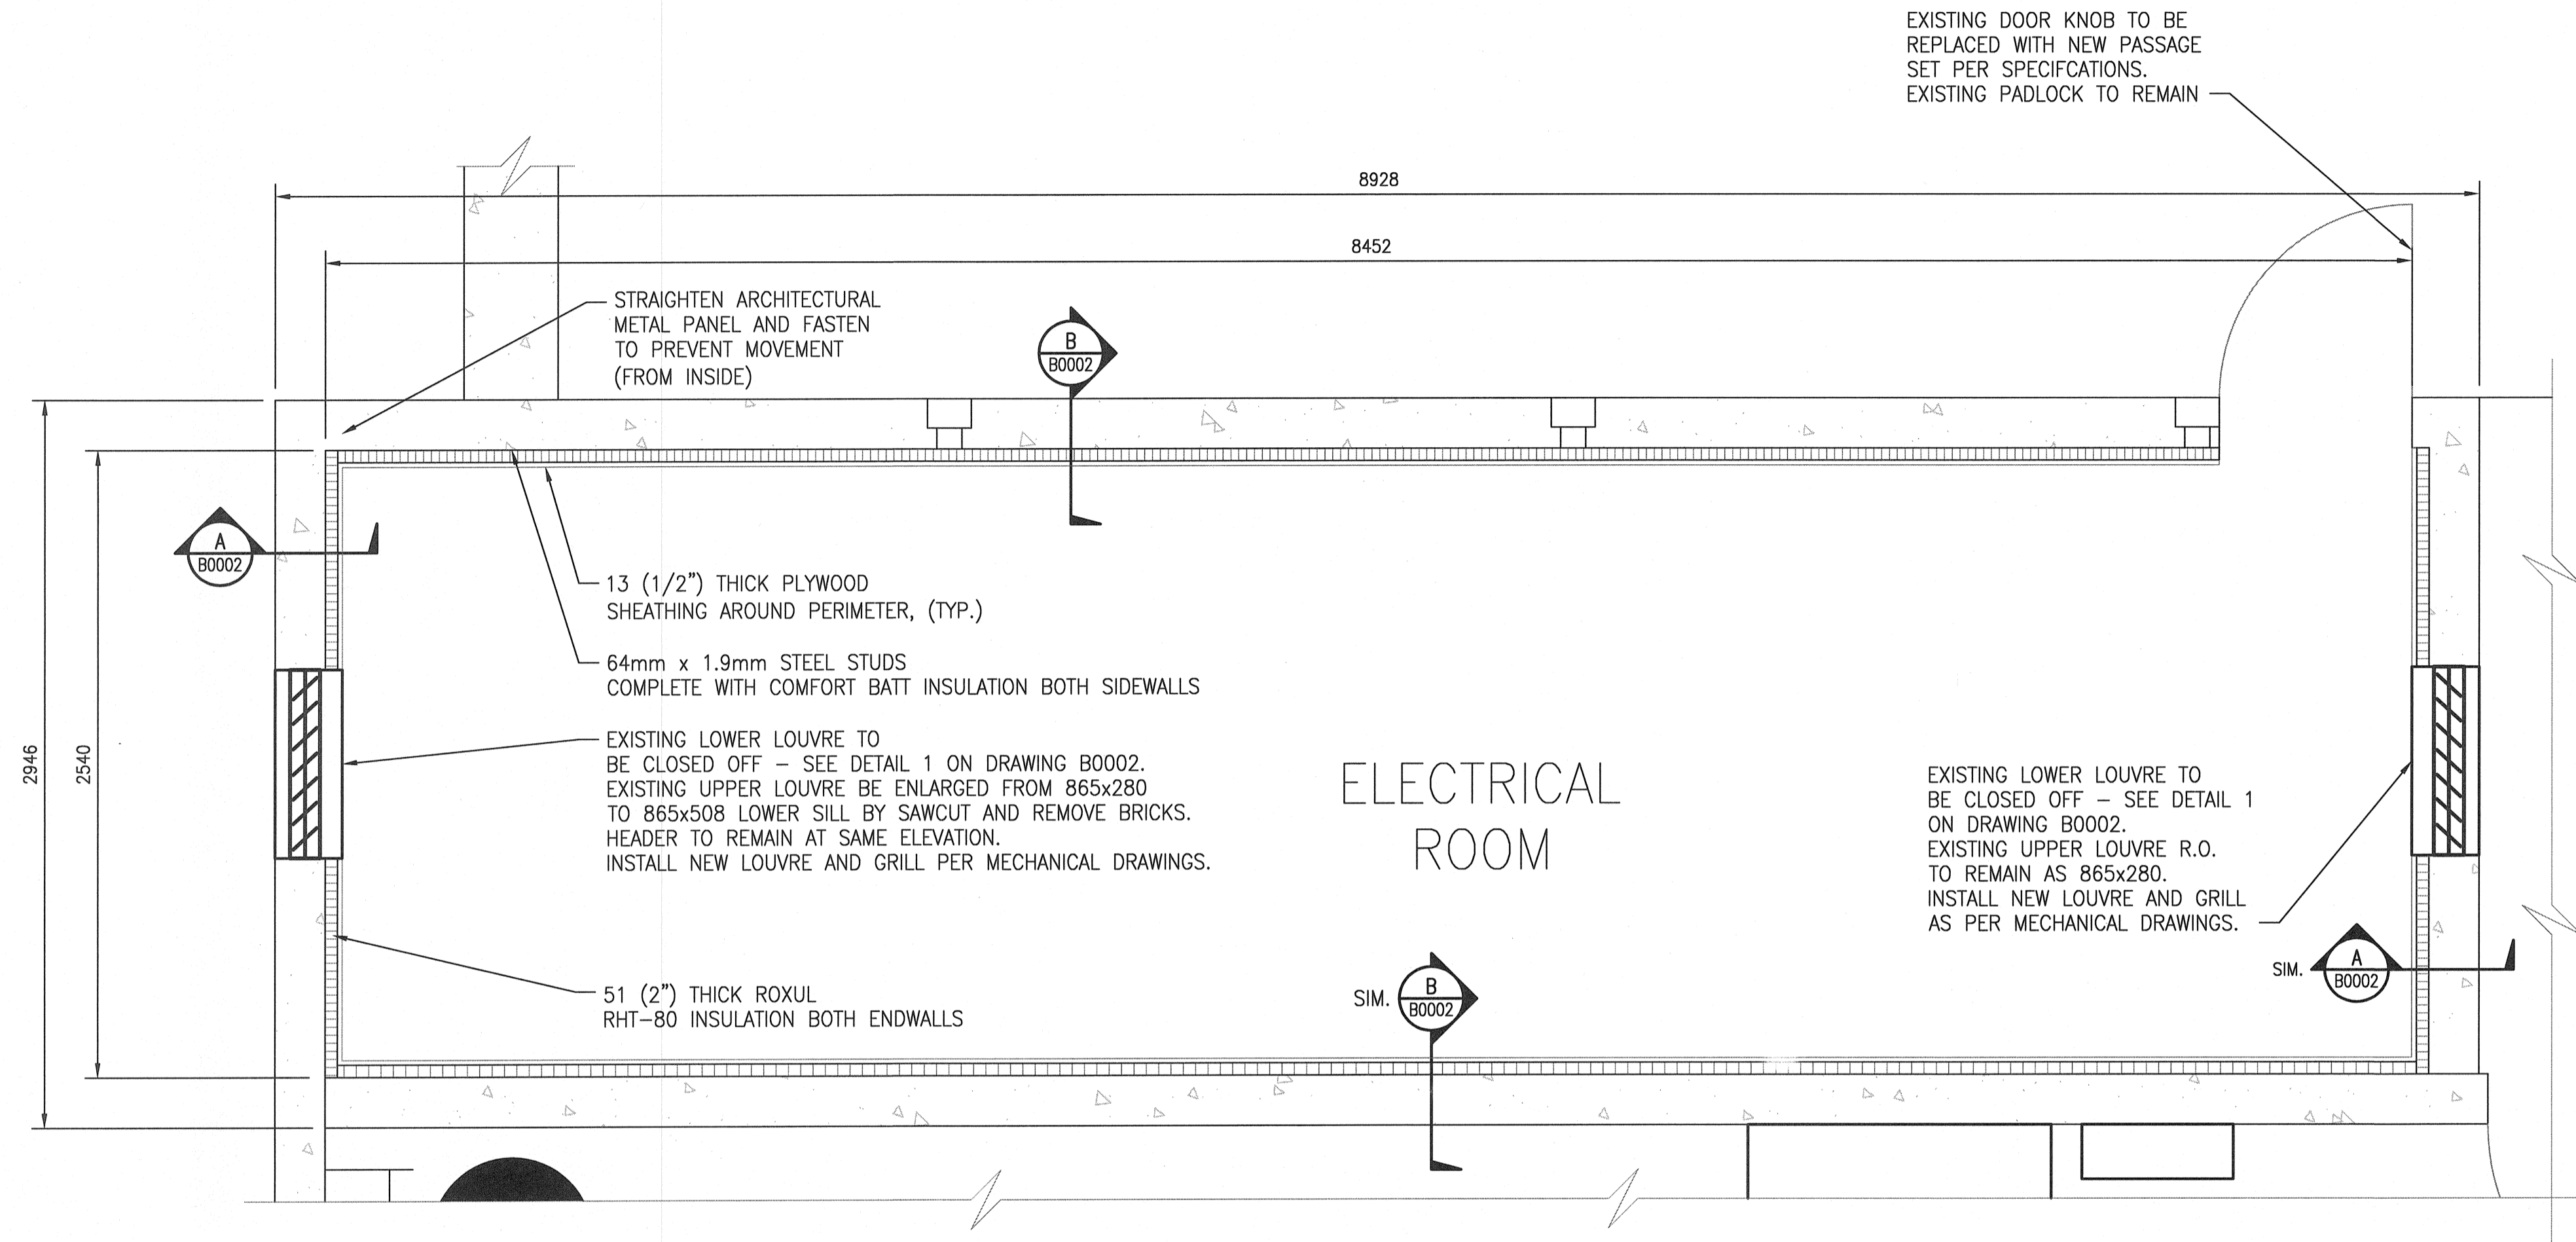 EXISTING DOOR KNOB TO BE
REPLACED WITH NEW PASSAGE
SET PER SPECIFCATIONS.
EXISTING PADLOCK TO REMAIN
8928
8452
STRAIGHTEN ARCHITECTURAL
METAL PANEL AND FASTEN
TO PREVENT MOVEMENT
(FROM INSIDE)
B
B0002
A
B0002
13 (1/2") THICK PLYWOOD
SHEATHING AROUND PERIMETER, (TYP.)
64mm x 1.9mm STEEL STUDS
COMPLETE WITH COMFORT BATT INSULATION BOTH SIDEWALLS
2946
2540
EXISTING LOWER LOUVRE TO
BE CLOSED OFF – SEE DETAIL 1 ON DRAWING B0002.
EXISTING UPPER LOUVRE BE ENLARGED FROM 865x280
TO 865x508 LOWER SILL BY SAWCUT AND REMOVE BRICKS.
HEADER TO REMAIN AT SAME ELEVATION.
INSTALL NEW LOUVRE AND GRILL PER MECHANICAL DRAWINGS.
ELECTRICAL
ROOM
EXISTING LOWER LOUVRE TO
BE CLOSED OFF – SEE DETAIL 1
ON DRAWING B0002.
EXISTING UPPER LOUVRE R.O.
TO REMAIN AS 865x280.
INSTALL NEW LOUVRE AND GRILL
AS PER MECHANICAL DRAWINGS.
51 (2") THICK ROXUL
RHT–80 INSULATION BOTH ENDWALLS
SIM.
B
B0002
SIM.
A
B0002